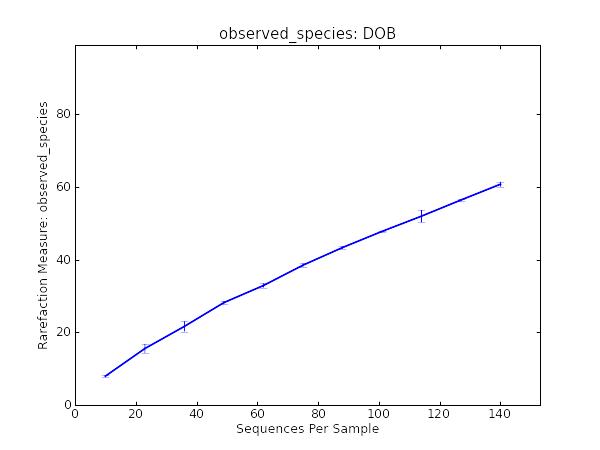 observed_species: DOB
Rarefaction Measure: observed_species
80
60
40
20
0
0 20 40 60 80 100 120 140
Sequences Per Sample